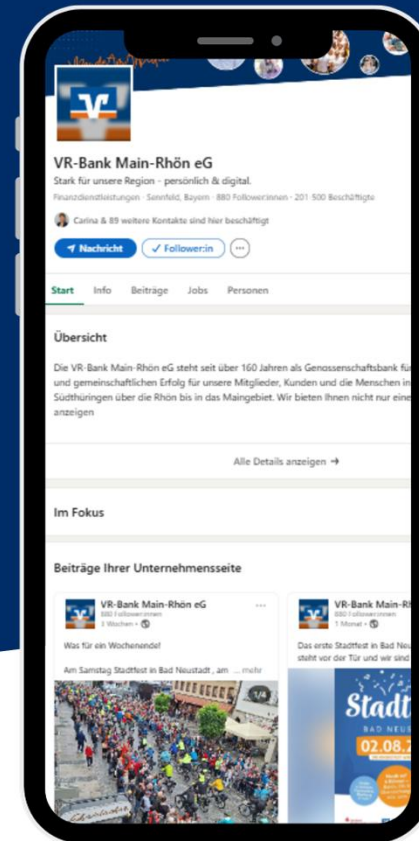 VR-Bank Main-Rhön eG
Stark für unsere Region - persönlich & digital.
Finanzdienstleistungen · Sennfeld, Bayern · 880 Follower:innen · 201-500 Beschäftigte
Carina & 89 weitere Kontakte sind hier beschäftigt
Nachricht
Follower:in
Start Info Beiträge Jobs Personen
Übersicht
Die VR-Bank Main-Rhön eG steht seit über 160 Jahren als Genossenschaftsbank fü
und gemeinschaftlichen Erfolg für unsere Mitglieder, Kunden und die Menschen in
Südthüringen über die Rhön bis in das Maingebiet. Wir bieten Ihnen nicht nur eine
anzeigen
Alle Details anzeigen →
Im Fokus
Beiträge Ihrer Unternehmensseite
VR-Bank Main-Rhön eG
880 Follower:innen
3 Wochen •
Was für ein Wochenende!
Am Samstag Stadtfest in Bad Neustadt , am ... mehr
1/4
VR-Bank Main-R
880 Follower:innen
1 Monat •
Das erste Stadtfest in Bad Neu
steht vor der Tür und wir sind
Stadt
BAD NEUS
02.08.